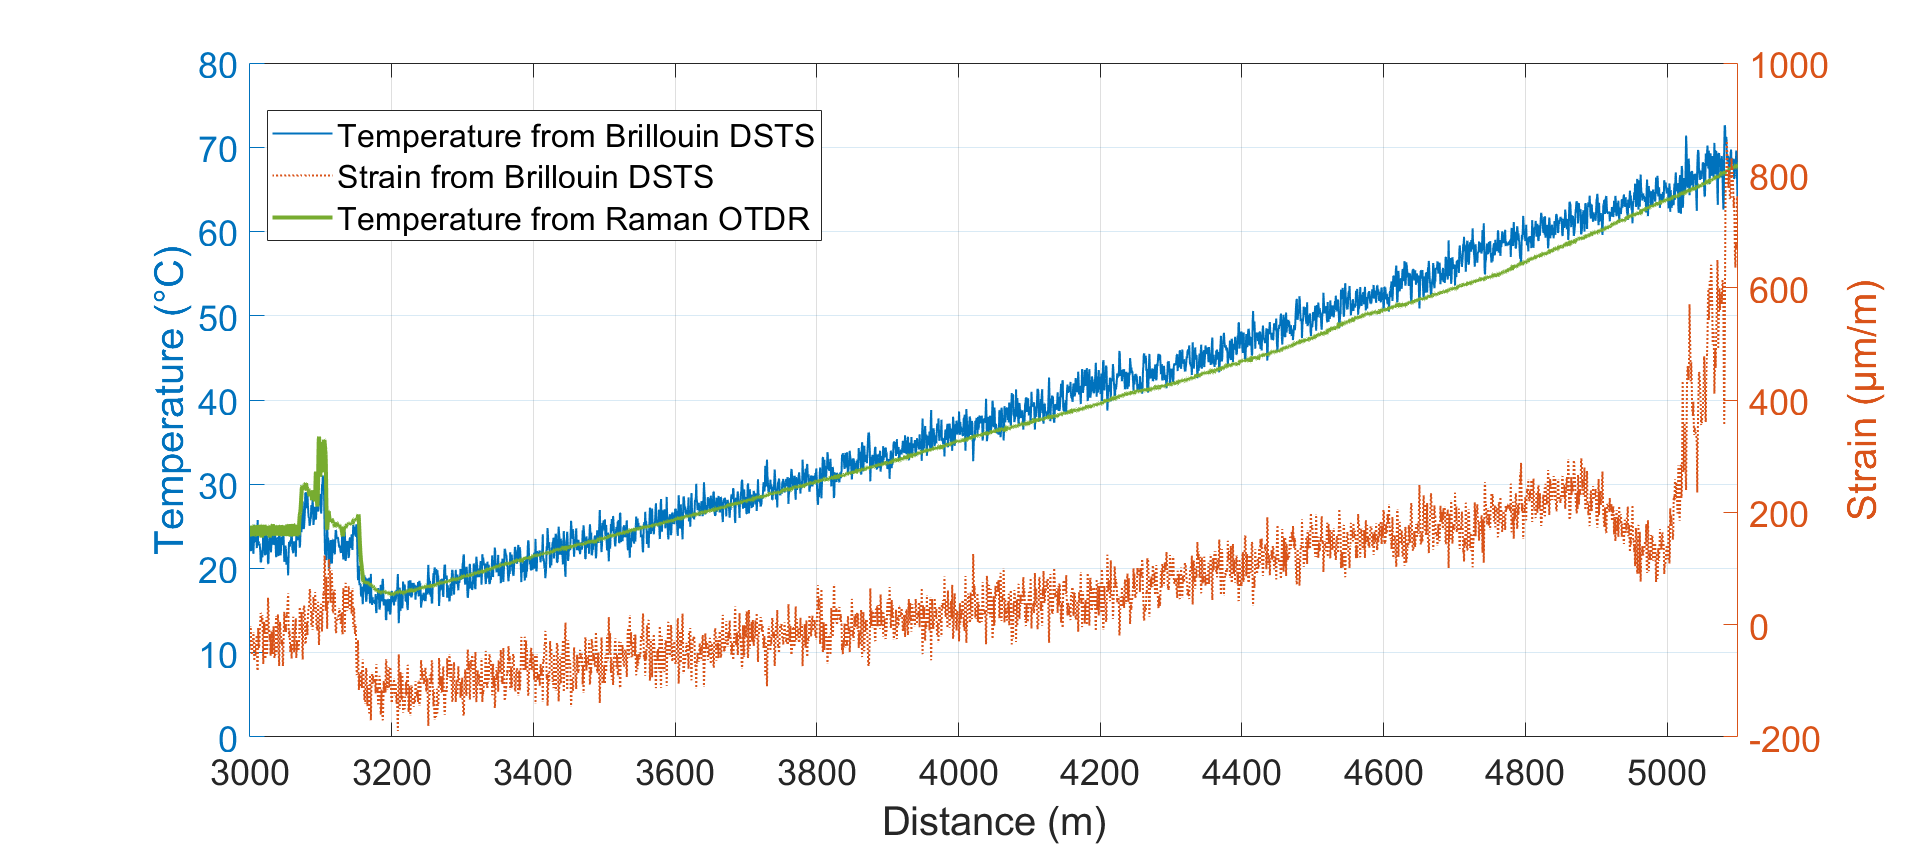 80
70
60
50
40
30
20
10
0
Temperature (°C)
Temperature from Brillouin DSTS
Strain from Brillouin DSTS
Temperature from Raman OTDR
1000
800
600
400
200
0
-200
Strain (μm/m)
3000 3200 3400 3600 3800 4000 4200 4400 4600 4800 5000
Distance (m)